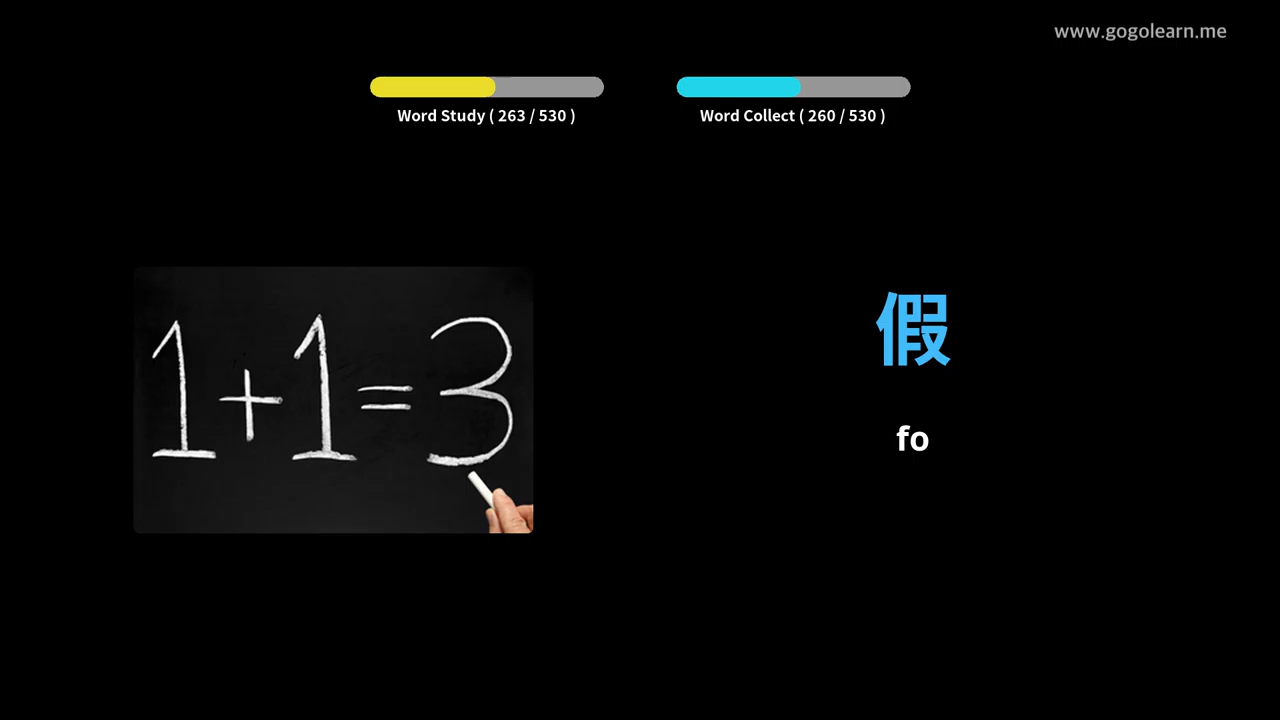 www.gogolearn.me
Word Study ( 263 / 530 )
Word Collect ( 260 / 530 )
1+1=3
假
fo